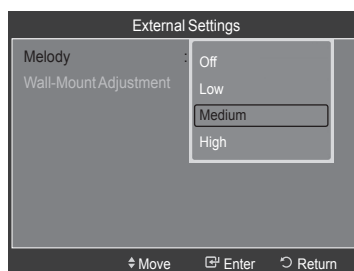 External Settings
Melody :
Off
Wall-Mount Adjustment
Low
Medium
High
Move Enter Return